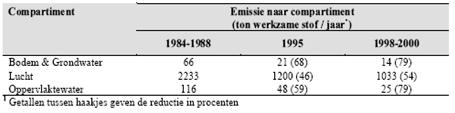 Compartiment Emissie naar compartiment
(ton werkzame stof / jaar*)
1984-1988 1995 1998-2000
Bodem & Grondwater 66 21 (68) 14 (79)
Lucht 2233 1200 (46) 1033 (54)
Oppervlaktewater 116 48 (59) 25 (79)
1 Getallen tussen haakjes geven de reductie in procenten